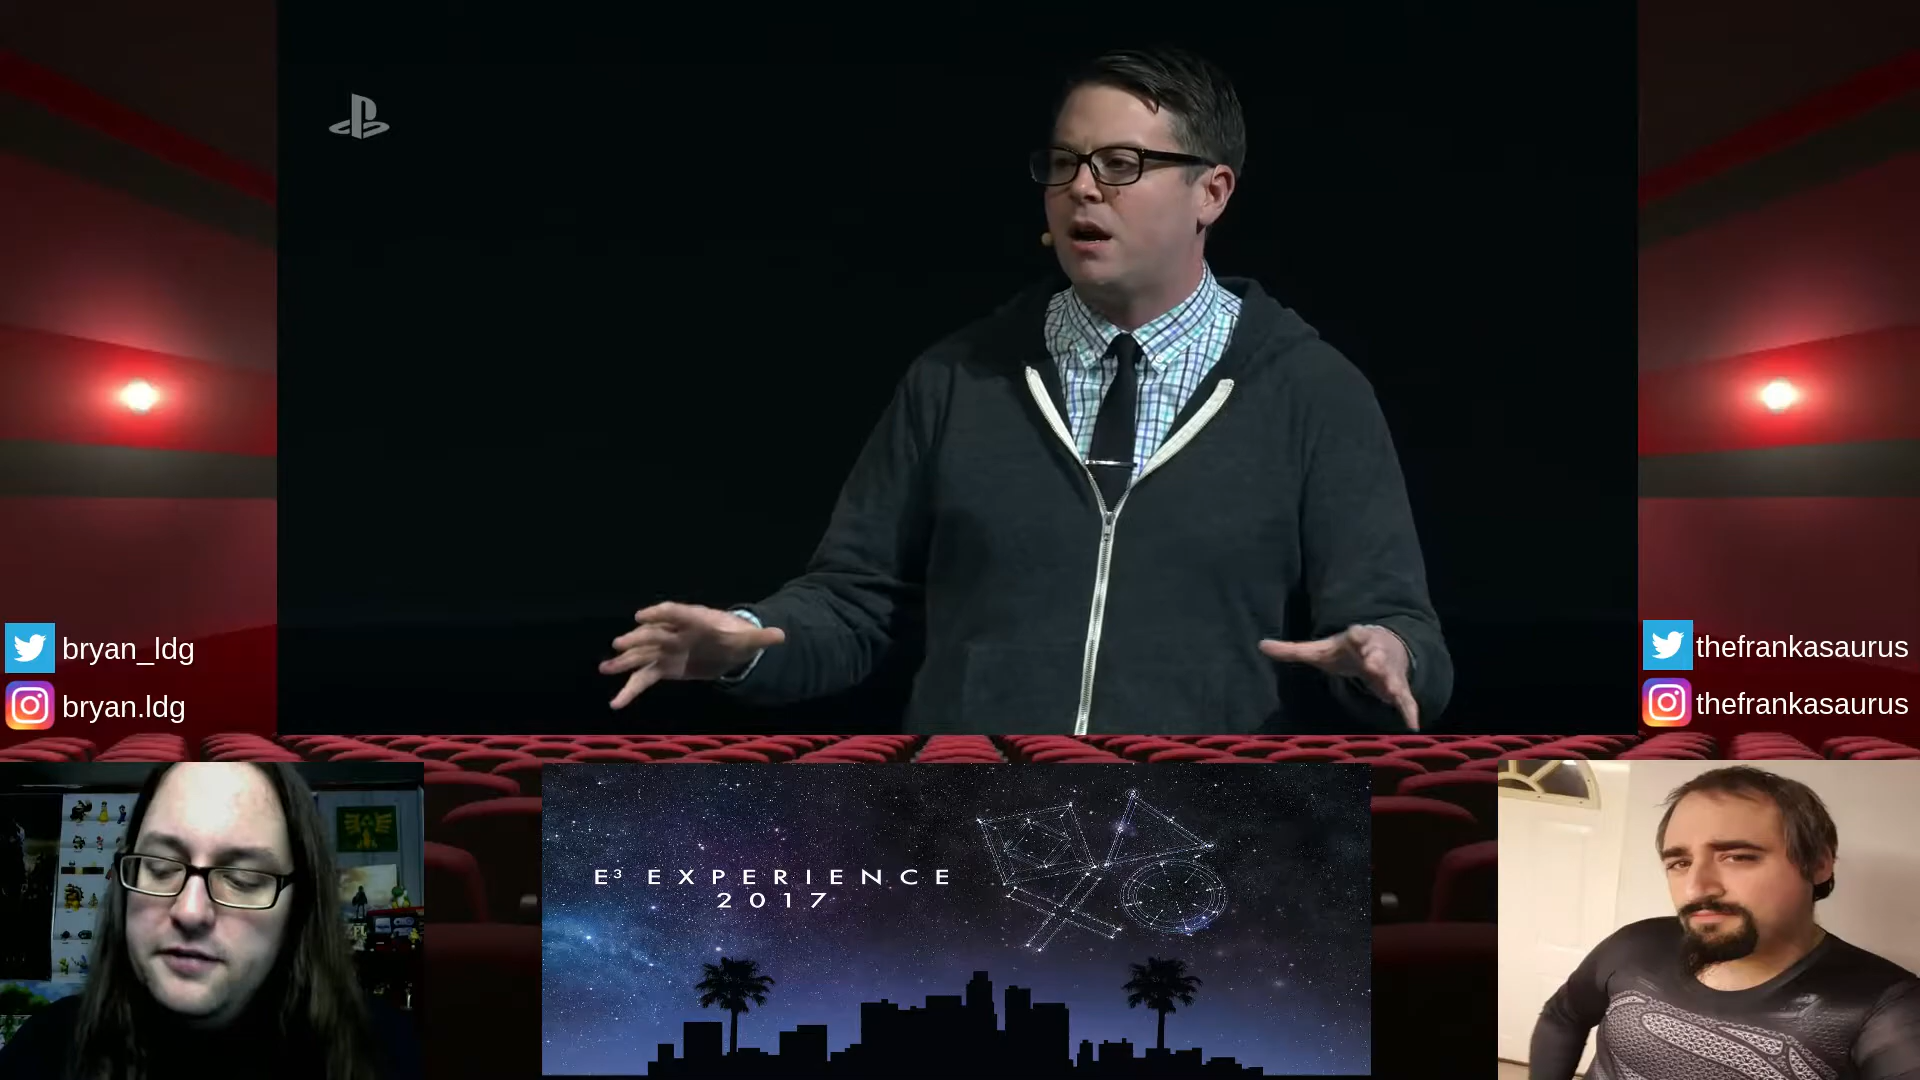 bryan_ldg
bryan.ldg
thefrankasaurus
thefrankasaurus
E³ EXPERIENCE
2017